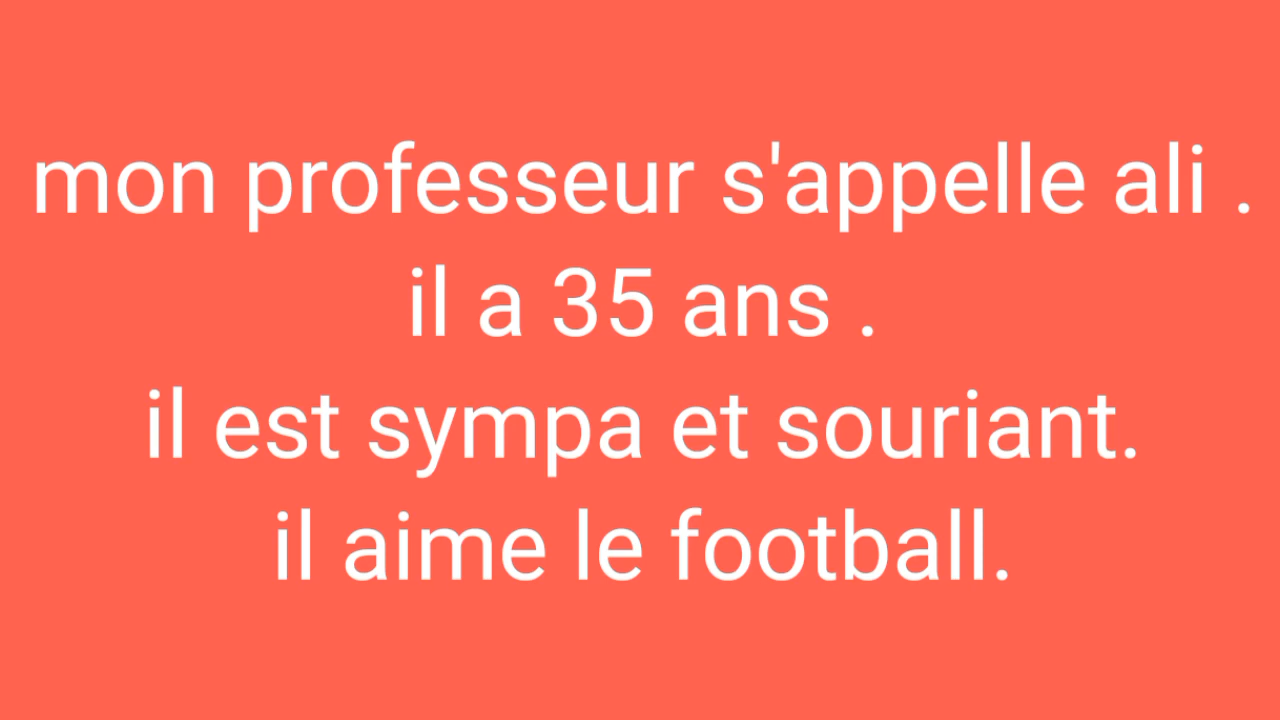 mon professeur s'appelle ali .
il a 35 ans .
il est sympa et souriant.
il aime le football.